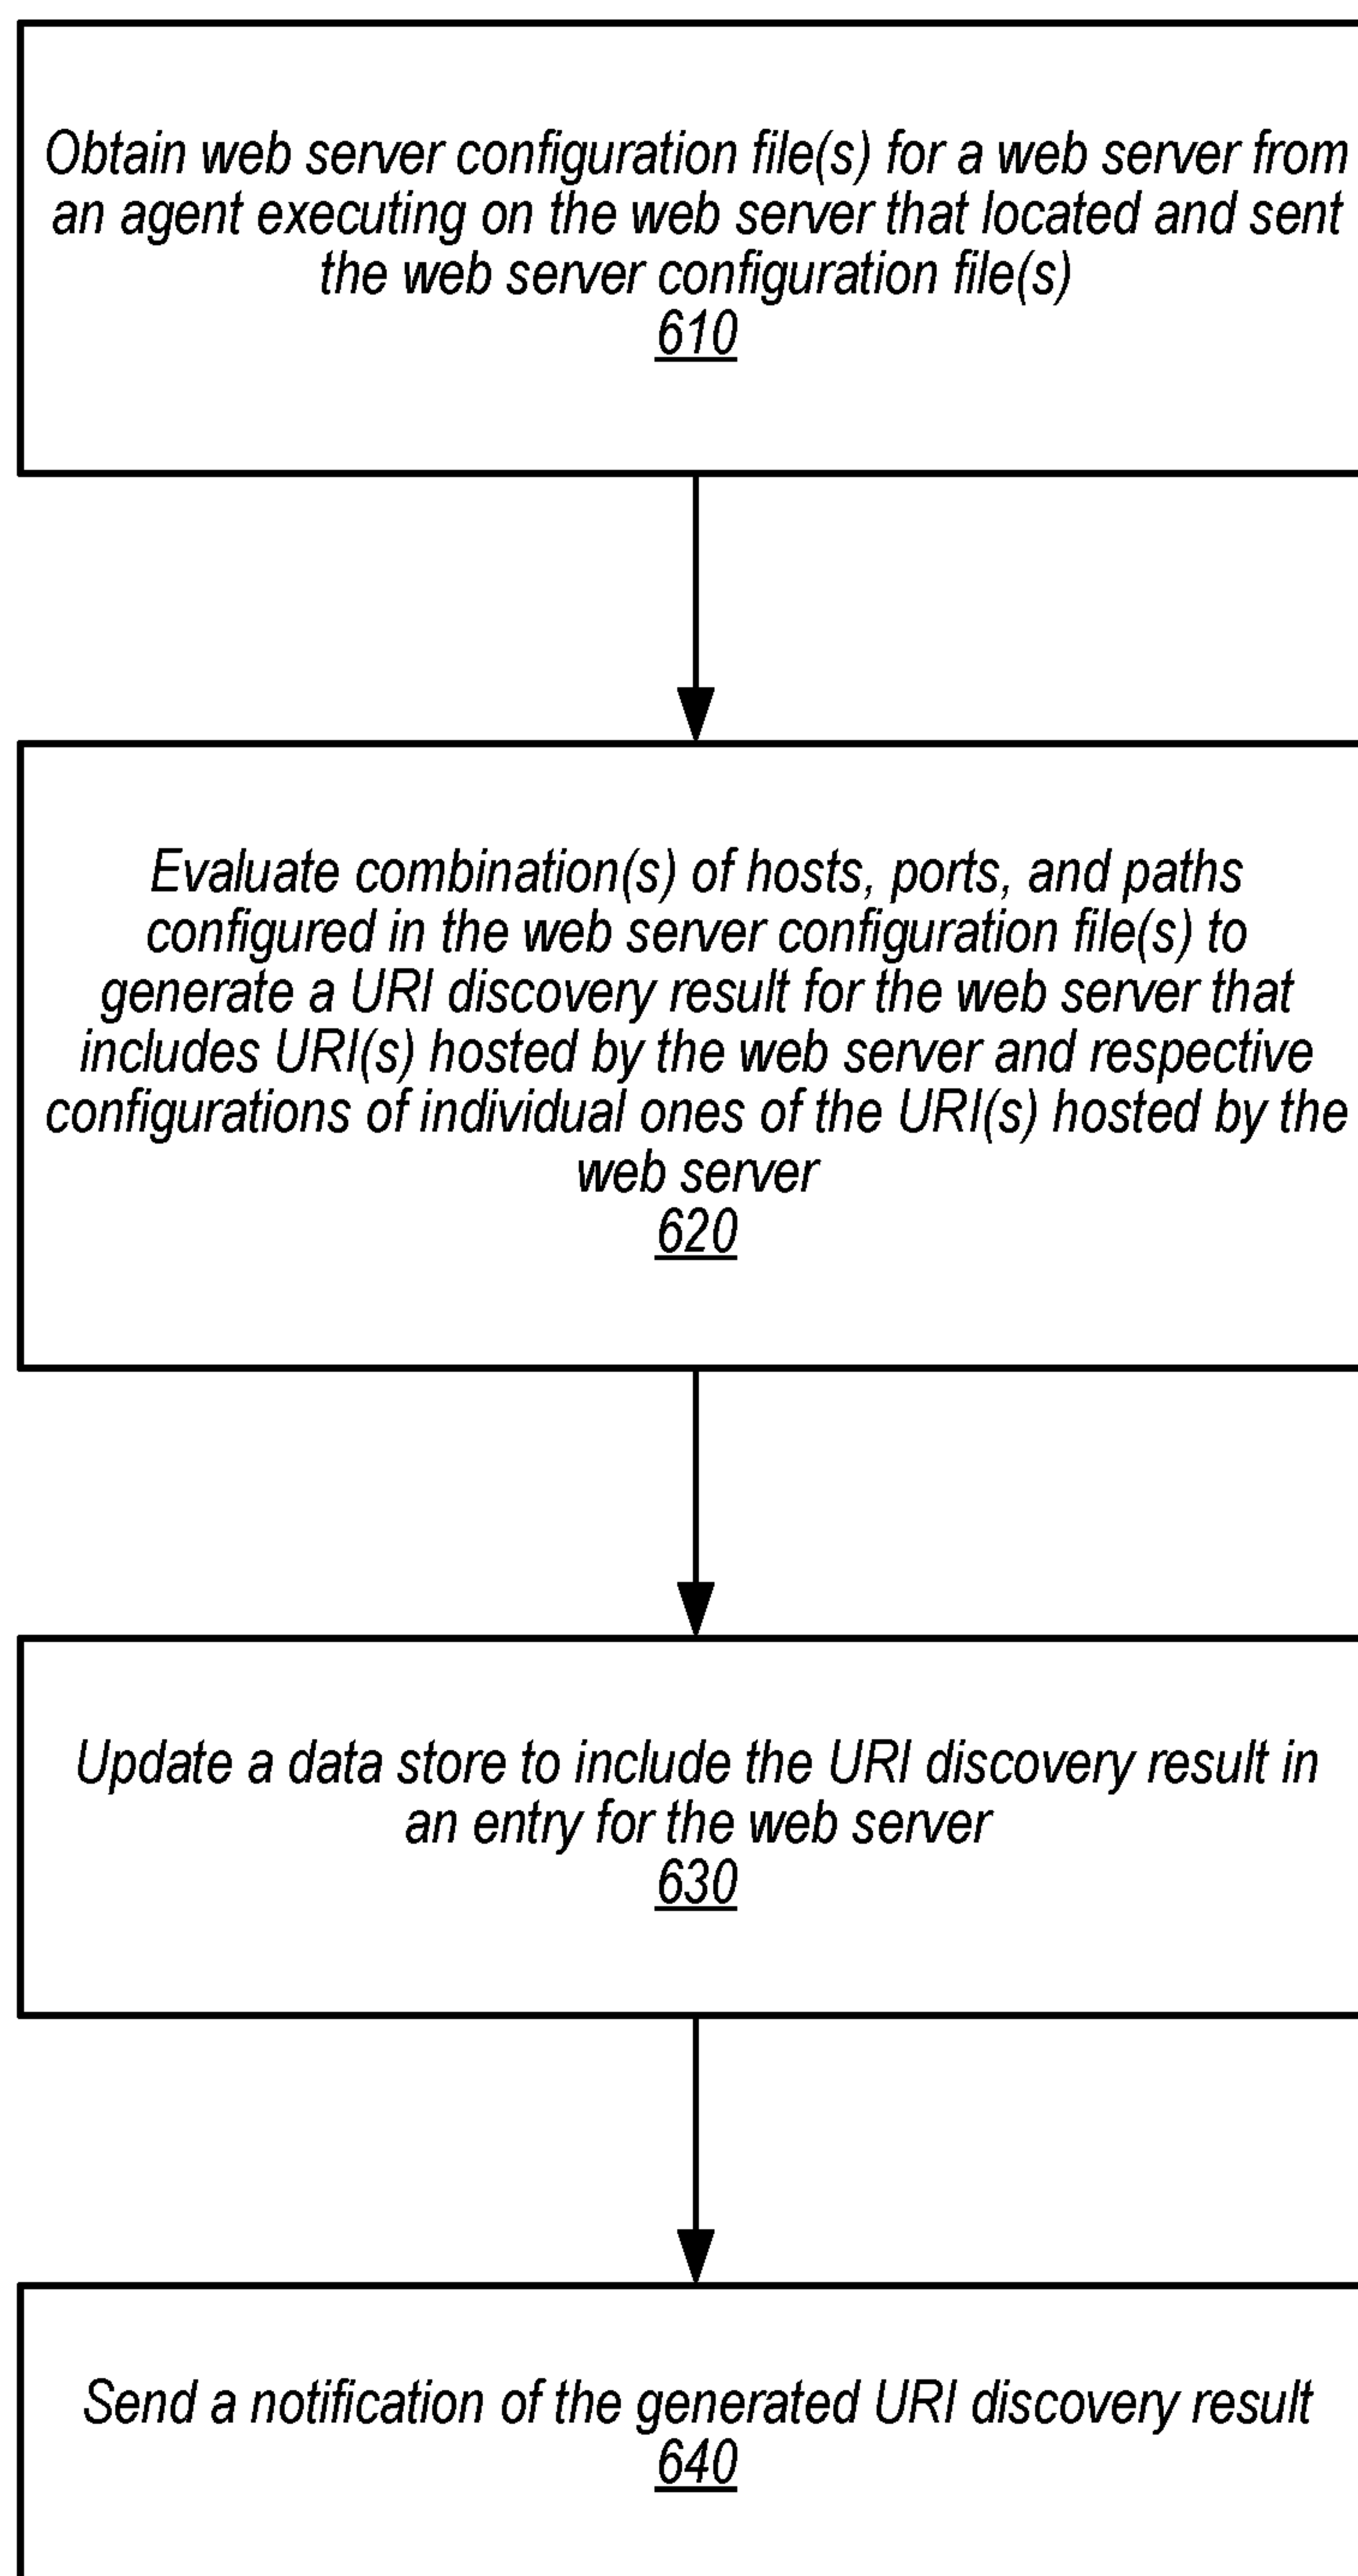 Obtain web server configuration file(s) for a web server from
an agent executing on the web server that located and sent
the web server configuration file(s)
610
Evaluate combination(s) of hosts, ports, and paths
configured in the web server configuration file(s) to
generate a URI discovery result for the web server that
includes URI(s) hosted by the web server and respective
configurations of individual ones of the URI(s) hosted by the
web server
620
Update a data store to include the URI discovery result in
an entry for the web server
630
Send a notification of the generated URI discovery result
640